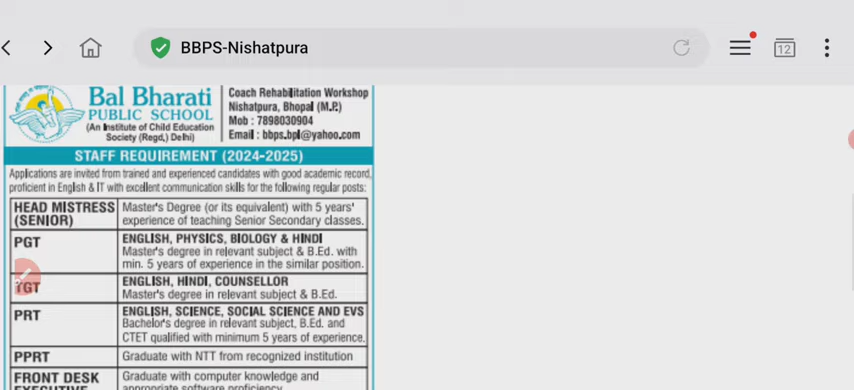 BBPS-Nishatpura
12
Bal Bharati
PUBLIC SCHOOL
(An Institute of Child Education
Society (Regd.) Delhi)
Coach Rehabilitation Workshop
Nishatpura, Bhopal (M.P.)
Mob : 7898030904
Email : bbps.bpl@yahoo.com
STAFF REQUIREMENT (2024-2025)
Applications are invited from trained and experienced candidates with good academic record,
proficient in English & IT with excellent communication skills for the following regular posts:
HEAD MISTRESS
(SENIOR)
Master's Degree (or its equivalent) with 5 years'
experience of teaching Senior Secondary classes.
PGT
ENGLISH, PHYSICS, BIOLOGY & HINDI
Master's degree in relevant subject & B.Ed. with
min. 5 years of experience in the similar position.
TGT
ENGLISH, HINDI, COUNSELLOR
Master's degree in relevant subject & B.Ed.
PRT
ENGLISH, SCIENCE, SOCIAL SCIENCE AND EVS
Bachelor's degree in relevant subject, B.Ed. and
CTET qualified with minimum 5 years of experience.
PPRT
Graduate with NTT from recognized institution
FRONT DESK
EXECUTIVE
Graduate with computer knowledge and
appropriate software proficiency